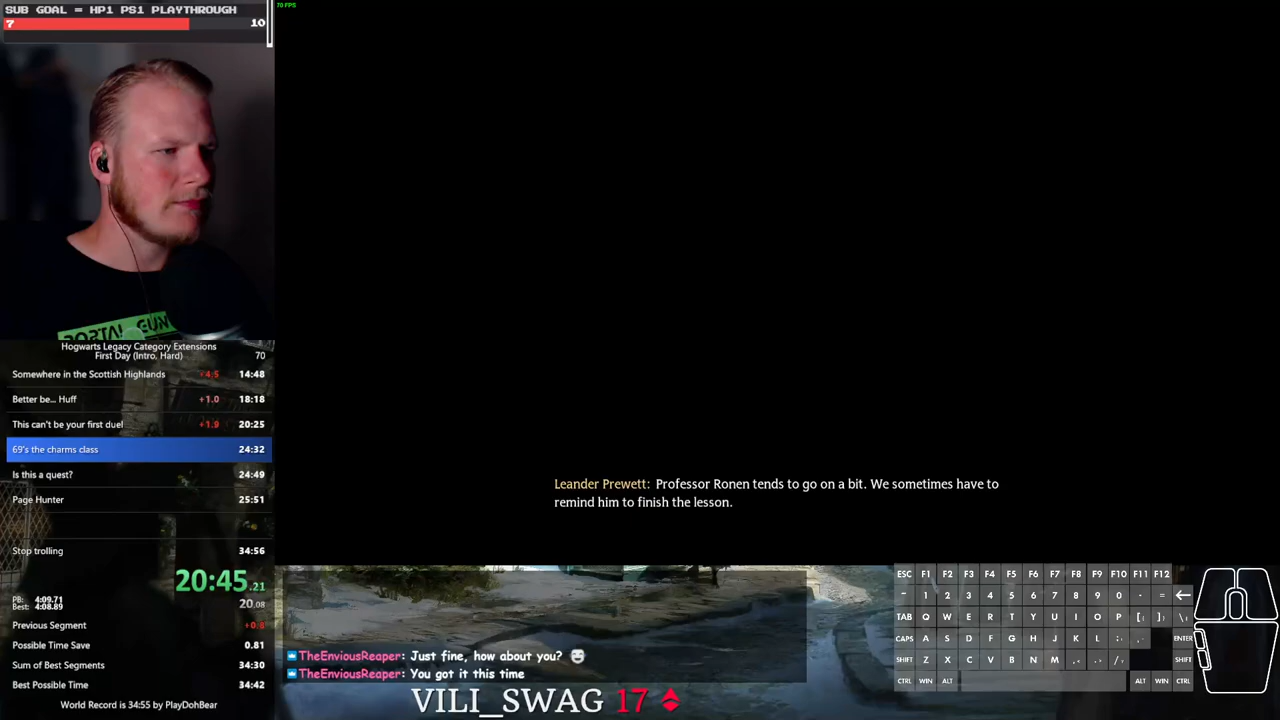 SUB GOAL = HP1 PS1 PLAYTHROUGH
7
10
70 FPS
Hogwarts Legacy Category Extensions
First Day (Intro, Hard)
70
Somewhere in the Scottish Highlands +4.5 14:48
Better be... Huff +1.0 18:18
This can't be your first duel +1.9 20:25
69's the charms class 24:32
Is this a quest? 24:49
Page Hunter 25:51
Stop trolling 34:56
20:45.21
PB: 4:09.71
Best: 4:08.89
20.08
Previous Segment +0.6
Possible Time Save 0.81
Sum of Best Segments 34:30
Best Possible Time 34:42
World Record is 34:55 by PlayDohBear
Leander Prewett: Professor Ronen tends to go on a bit. We sometimes have to
remind him to finish the lesson.
TheEnviousReaper: Just fine, how about you?
TheEnviousReaper: You got it this time
VILI_SWAG 17
ESC F1 F2 F3 F4 F5 F6 F7 F8 F9 F10 F11 F12
~ 1 2 3 4 5 6 7 8 9 0 - =
TAB Q W E R T Y U I O P [{ ]} \|
CAPS A S D F G H J K L ;: ,. ENTER
SHIFT Z X C V B N M ,< .> /? SHIFT
CTRL WIN ALT ALT WIN CTRL